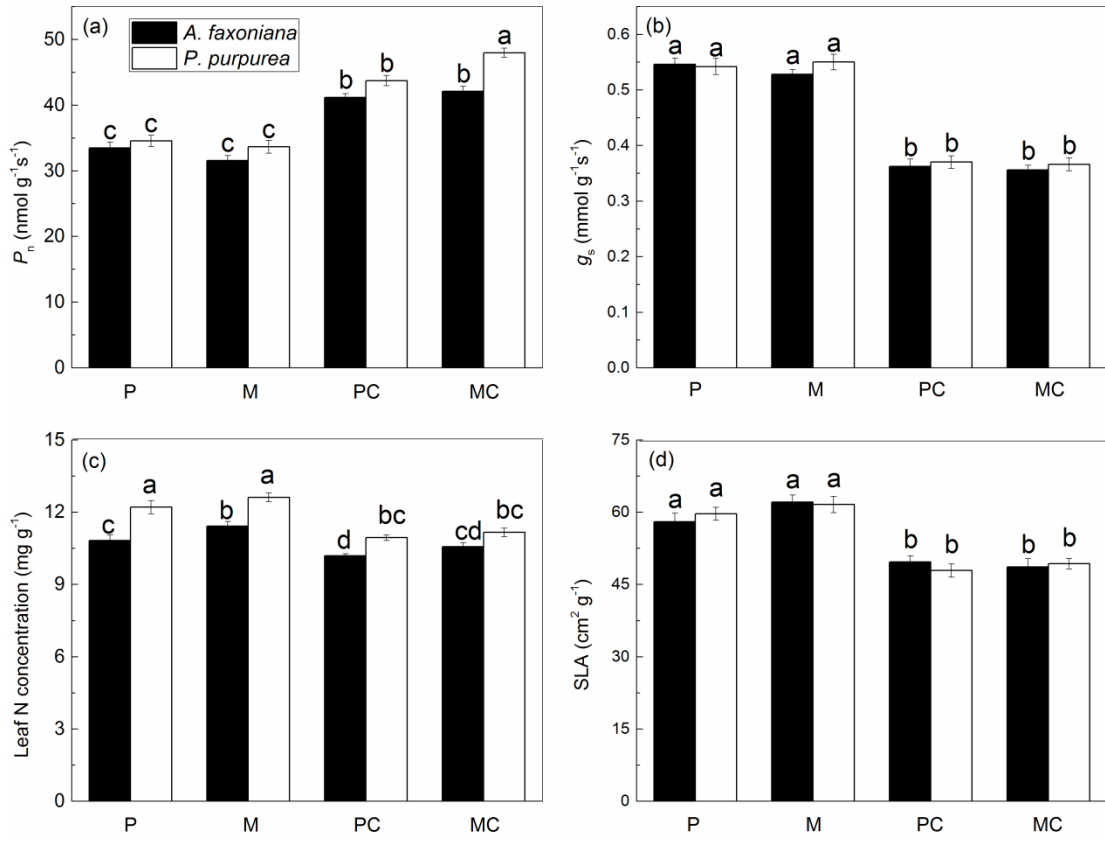 (a)
A. faxoniana
P. purpurea
50
40
30
20
10
0
Pn (nmol g⁻¹s⁻¹)
c c c c b b b a
P M PC MC
(b)
0.6
0.5
0.4
0.3
0.2
0.1
0.0
gs (mmol g⁻¹s⁻¹)
a a a a b b b b
P M PC MC
(c)
15
12
9
6
3
0
Leaf N concentration (mg g⁻¹)
c a b a d bc cd bc
P M PC MC
(d)
75
60
45
30
15
0
SLA (cm² g⁻¹)
a a a a b b b b
P M PC MC